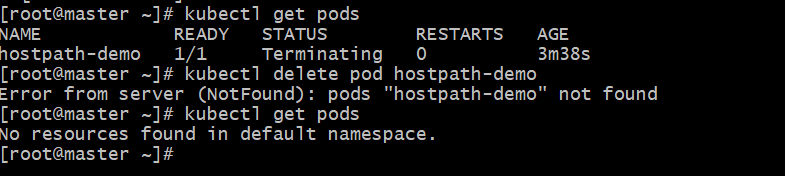 [root@master ~]# kubectl get pods
NAME            READY   STATUS        RESTARTS   AGE
hostpath-demo   1/1     Terminating   0          3m38s
[root@master ~]# kubectl delete pod hostpath-demo
Error from server (NotFound): pods "hostpath-demo" not found
[root@master ~]# kubectl get pods
No resources found in default namespace.
[root@master ~]#